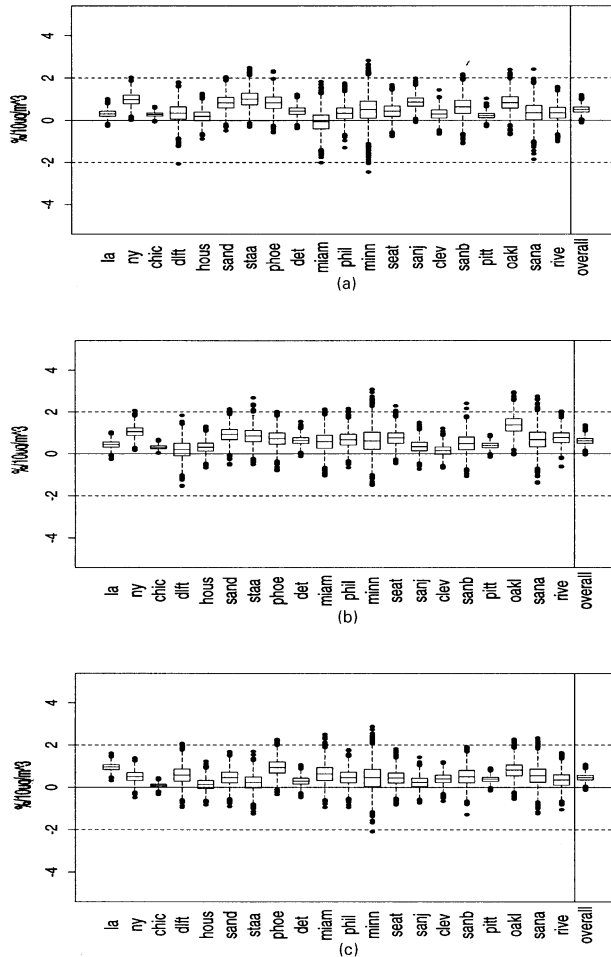 %/10ug/m^3
4
2
0
-2
-4
la
ny
chic
dlft
hous
sand
staa
phoe
det
miam
phil
minn
seat
sanj
clev
sanb
pitt
oakl
sana
rive
overall
(a)
%/10ug/m^3
4
2
0
-2
-4
la
ny
chic
dlft
hous
sand
staa
phoe
det
miam
phil
minn
seat
sanj
clev
sanb
pitt
oakl
sana
rive
overall
(b)
%/10ug/m^3
4
2
0
-2
-4
la
ny
chic
dlft
hous
sand
staa
phoe
det
miam
phil
minn
seat
sanj
clev
sanb
pitt
oakl
sana
rive
overall
(c)